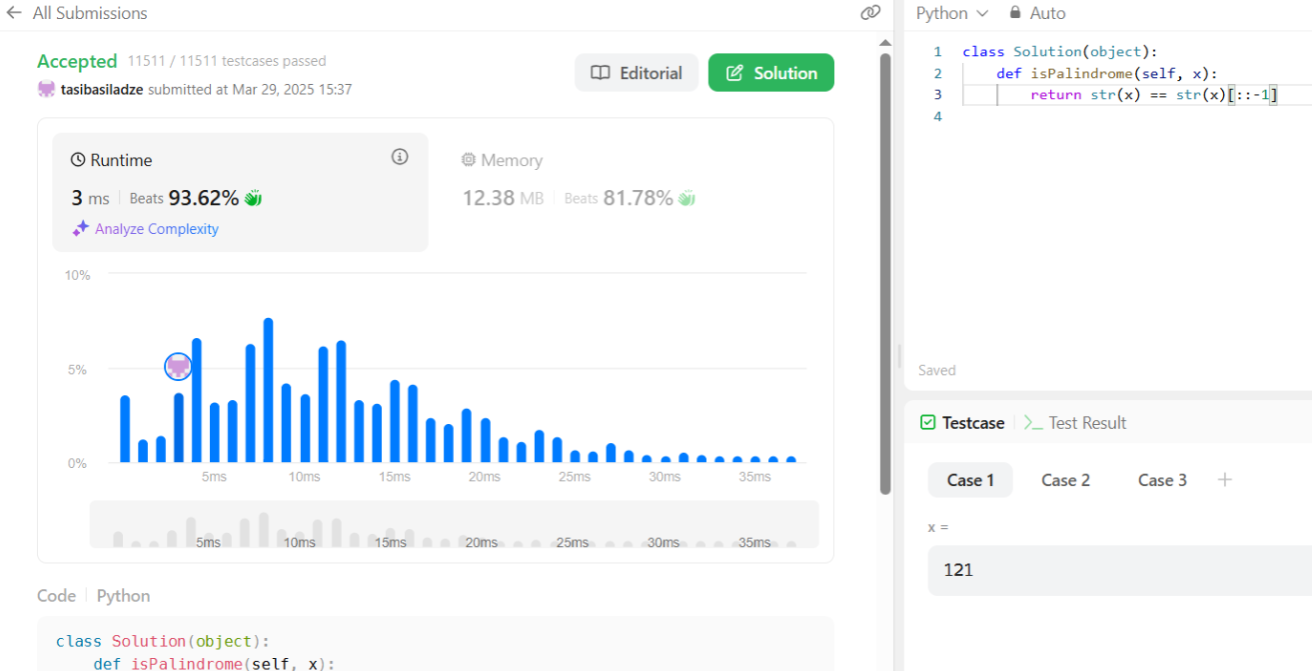 All Submissions
Accepted 11511 / 11511 testcases passed
tasibasiladze submitted at Mar 29, 2025 15:37
Editorial
Solution
Runtime
3 ms Beats 93.62%
Analyze Complexity
Memory
12.38 MB Beats 81.78%
10%
5%
0%
5ms 10ms 15ms 20ms 25ms 30ms 35ms
5ms 10ms 15ms 20ms 25ms 30ms 35ms
Code Python
class Solution(object):
    def isPalindrome(self, x):
Python Auto
1 class Solution(object):
2     def isPalindrome(self, x):
3         return str(x) == str(x)[::-1]
4
Saved
Testcase >_ Test Result
Case 1 Case 2 Case 3 +
x =
121